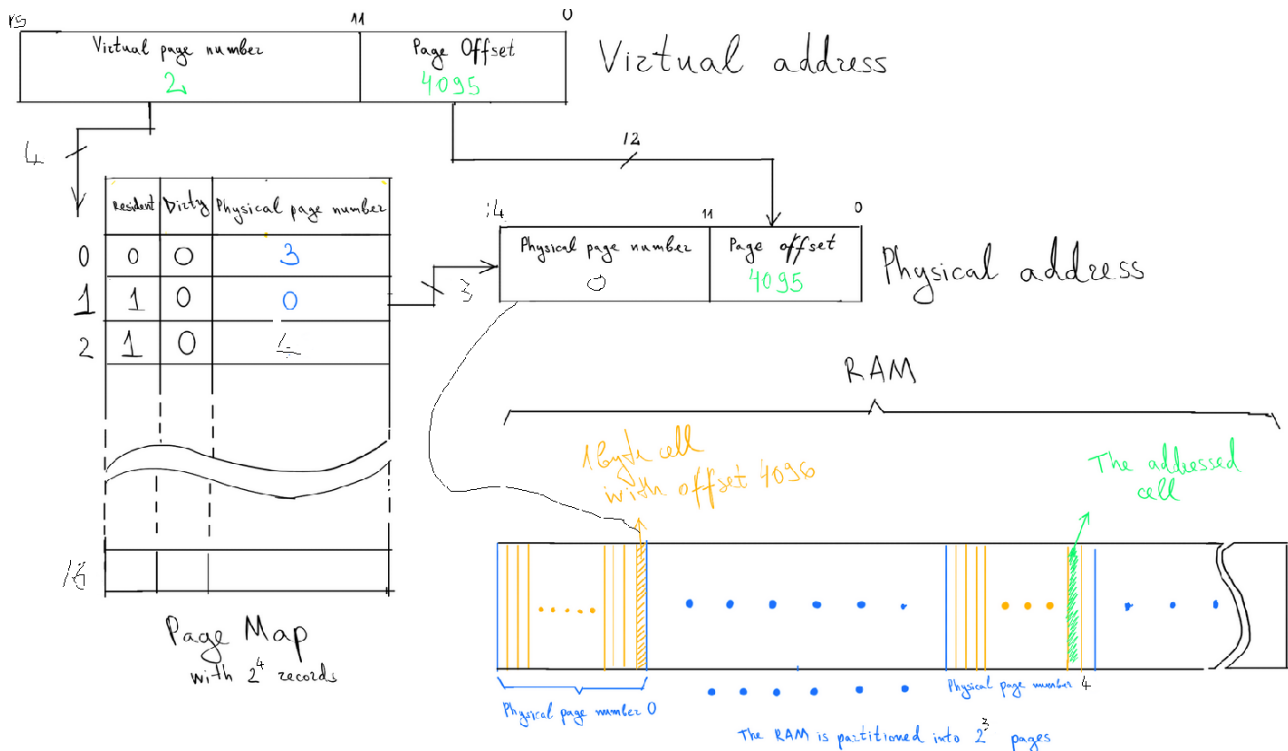 15 11 0
Virtual page number Page Offset
2 4095
Virtual address
4 12
Resident Dirty Physical page number
0 0 0 3
1 1 0 0
2 1 0 4
3
14 11 0
Physical page number Page offset
0 4095
Physical address
RAM
1 byte cell
with offset 4096
The addressed
cell
Page Map
with 2^4 records
Physical page number 0
Physical page number 4
The RAM is partitioned into 2^3 pages